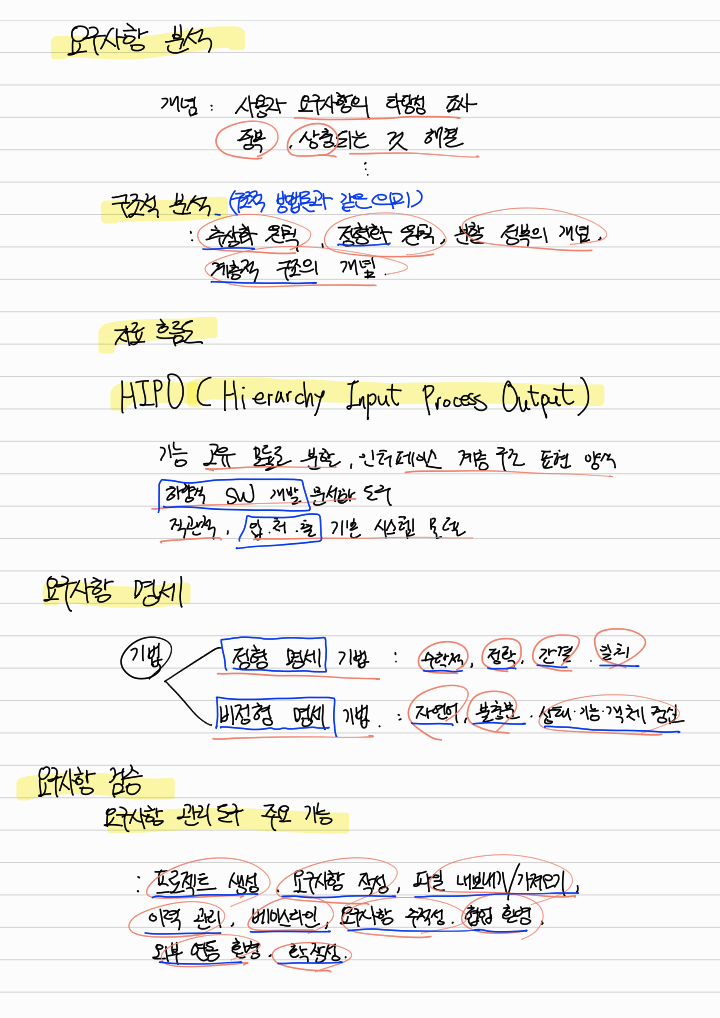 요구사항 분석
개념 : 사용자 요구사항의 타당성 조사
중복, 상충되는 것 해결
⋮
구조적 분석 (구조적 방법론과 같은 의미)
: 추상화 원칙, 정형화 원칙, 분할 정복의 개념.
계층적 구조의 개념.
자료 흐름도
HIPO (Hierarchy Input Process Output)
기능 고유 모듈로 분할, 인터페이스 계층 구조 표현 양식
하향식 SW 개발 문서화 도구
직관적, 입·처·출 기본 시스템 모델
요구사항 명세
기법
정형 명세 기법 : 수학적, 정확, 간결, 일치
비정형 명세 기법. : 자연어, 불충분, 상태·기능·객체 중심
요구사항 검증
요구사항 관리 도구 주요 기능
: 프로젝트 생성, 요구사항 작성, 파일 내보내기/가져오기,
이력 관리, 베이스라인, 요구사항 추적성, 협업 환경,
외부 연동 환경, 확장성.